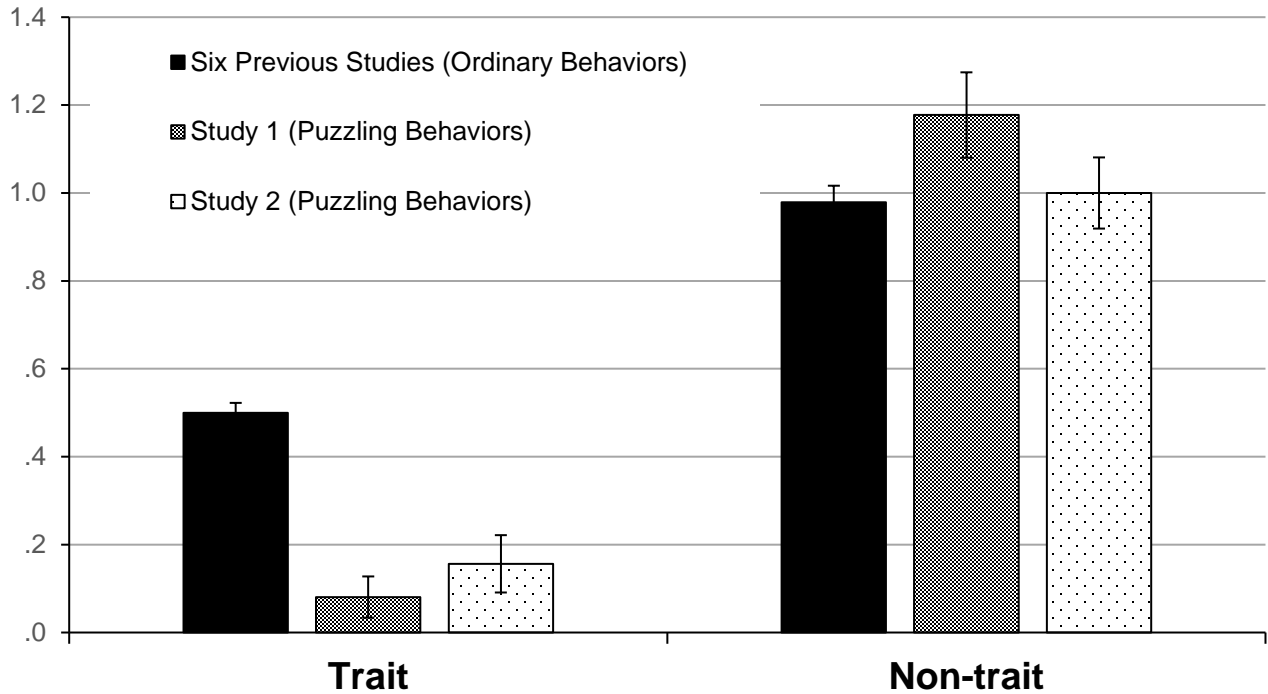 1.4
Six Previous Studies (Ordinary Behaviors)
1.2
Study 1 (Puzzling Behaviors)
1.0
Study 2 (Puzzling Behaviors)
.8
.6
.4
.2
.0
Trait
Non-trait